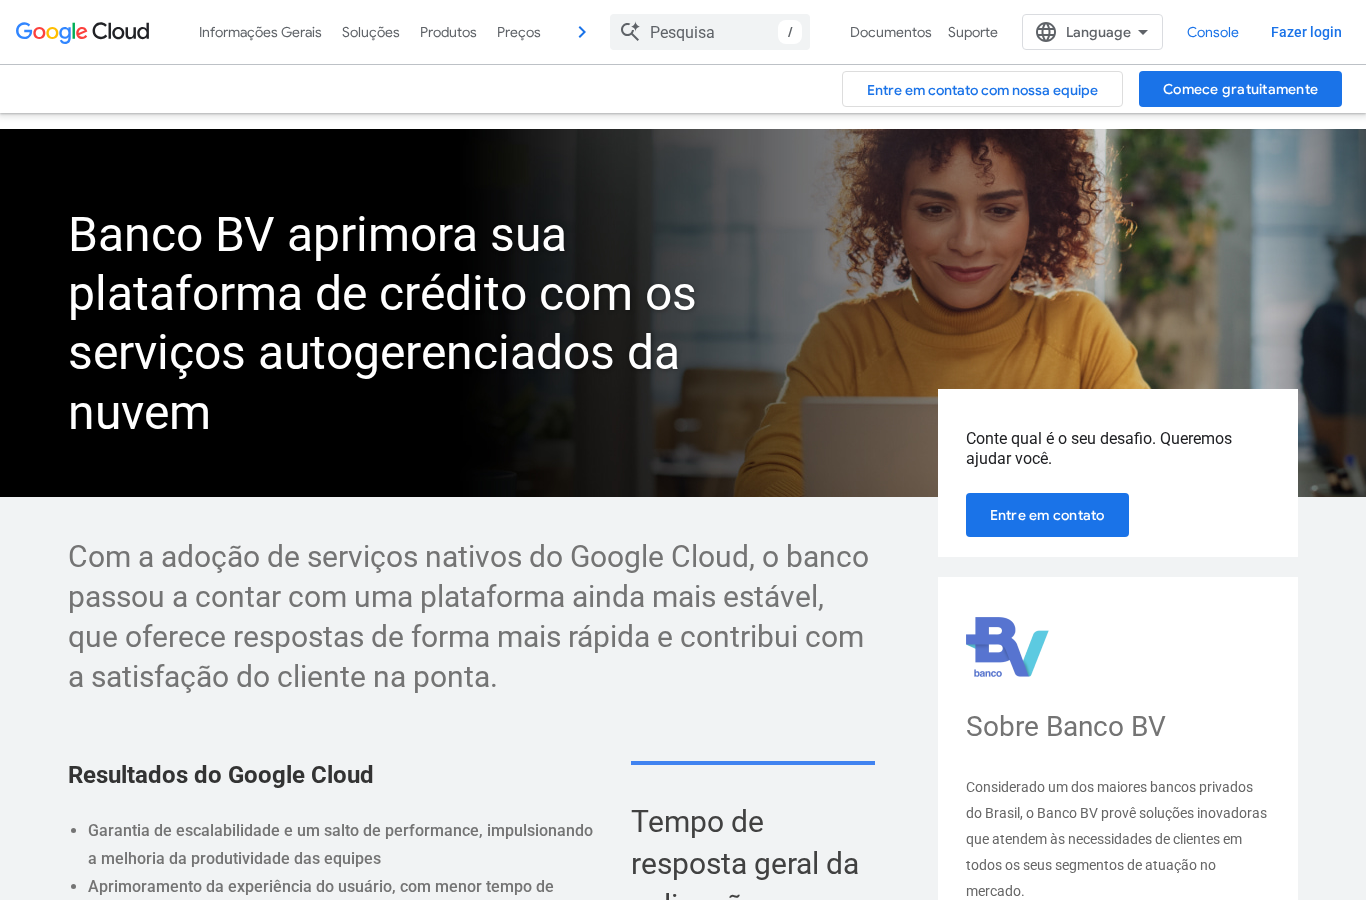 Google Cloud
Informações Gerais
Soluções
Produtos
Preços
Pesquisa
/
Documentos
Suporte
Language
Console
Fazer login
Entre em contato com nossa equipe
Comece gratuitamente
Banco BV aprimora sua
plataforma de crédito com os
serviços autogerenciados da
nuvem
Conte qual é o seu desafio. Queremos
ajudar você.
Entre em contato
Com a adoção de serviços nativos do Google Cloud, o banco
passou a contar com uma plataforma ainda mais estável,
que oferece respostas de forma mais rápida e contribui com
a satisfação do cliente na ponta.
BV
banco
Sobre Banco BV
Considerado um dos maiores bancos privados
do Brasil, o Banco BV provê soluções inovadoras
que atendem às necessidades de clientes em
todos os seus segmentos de atuação no
mercado.
Resultados do Google Cloud
Garantia de escalabilidade e um salto de performance, impulsionando
a melhoria da produtividade das equipes
Aprimoramento da experiência do usuário, com menor tempo de
Tempo de
resposta geral da